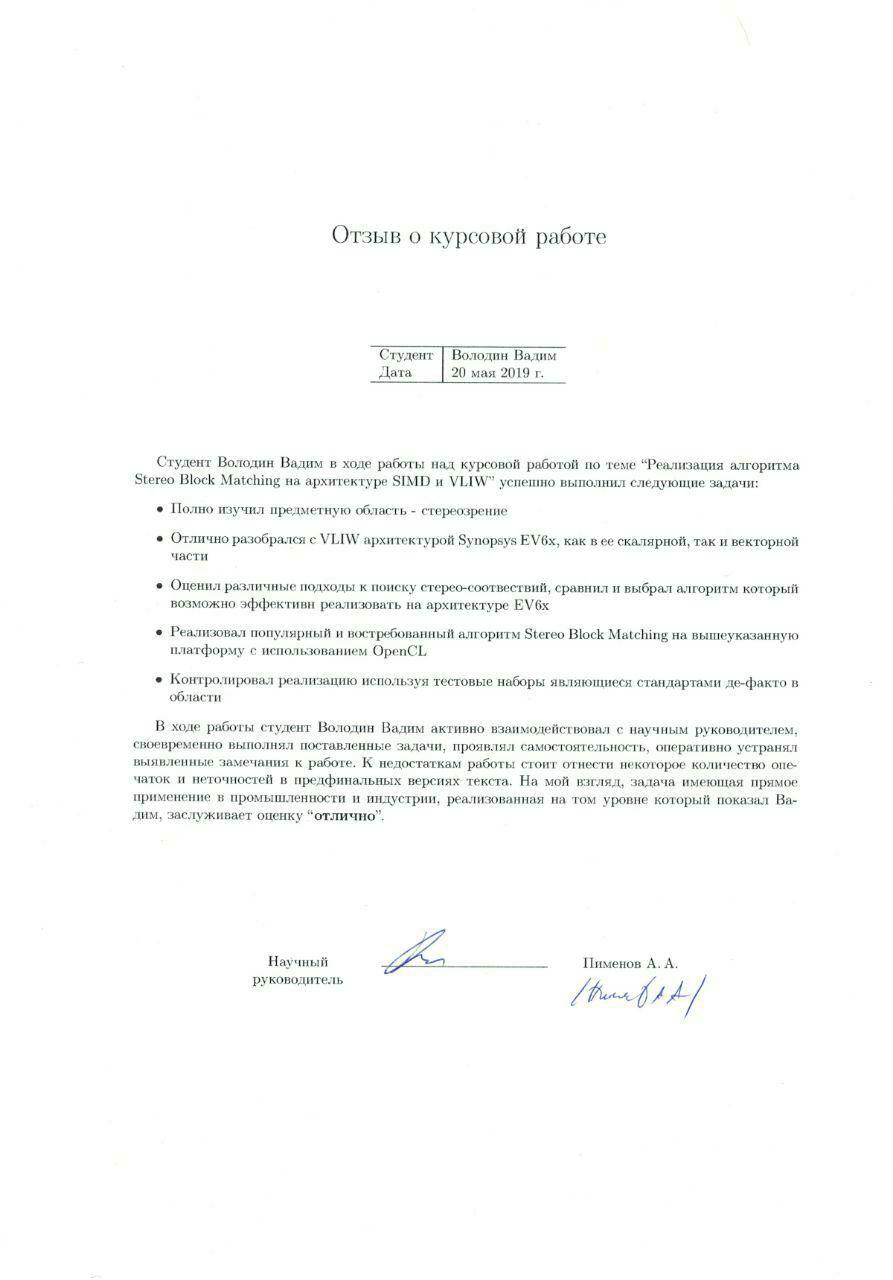 Отзыв о курсовой работе
Студент Володин Вадим
Дата 20 мая 2019 г.
Студент Володин Вадим в ходе работы над курсовой работой по теме “Реализация алгоритма
Stereo Block Matching на архитектуре SIMD и VLIW” успешно выполнил следующие задачи:
• Полно изучил предметную область - стереозрение
• Отлично разобрался с VLIW архитектурой Synopsys EV6x, как в ее скалярной, так и векторной
части
• Оценил различные подходы к поиску стерео-соотвествий, сравнил и выбрал алгоритм который
возможно эффективн реализовать на архитектуре EV6x
• Реализовал популярный и востребованный алгоритм Stereo Block Matching на вышеуказанную
платформу с использованием OpenCL
• Контролировал реализацию используя тестовые наборы являющиеся стандартами де-факто в
области
В ходе работы студент Володин Вадим активно взаимодействовал с научным руководителем,
своевременно выполнял поставленные задачи, проявлял самостоятельность, оперативно устранял
выявленные замечания к работе. К недостаткам работы стоит отнести некоторое количество опе-
чаток и неточностей в предфинальных версиях текста. На мой взгляд, задача имеющая прямое
применение в промышленности и индустрии, реализованная на том уровне который показал Ва-
дим, заслуживает оценку “отлично”.
Научный
руководитель
Пименов А. А.